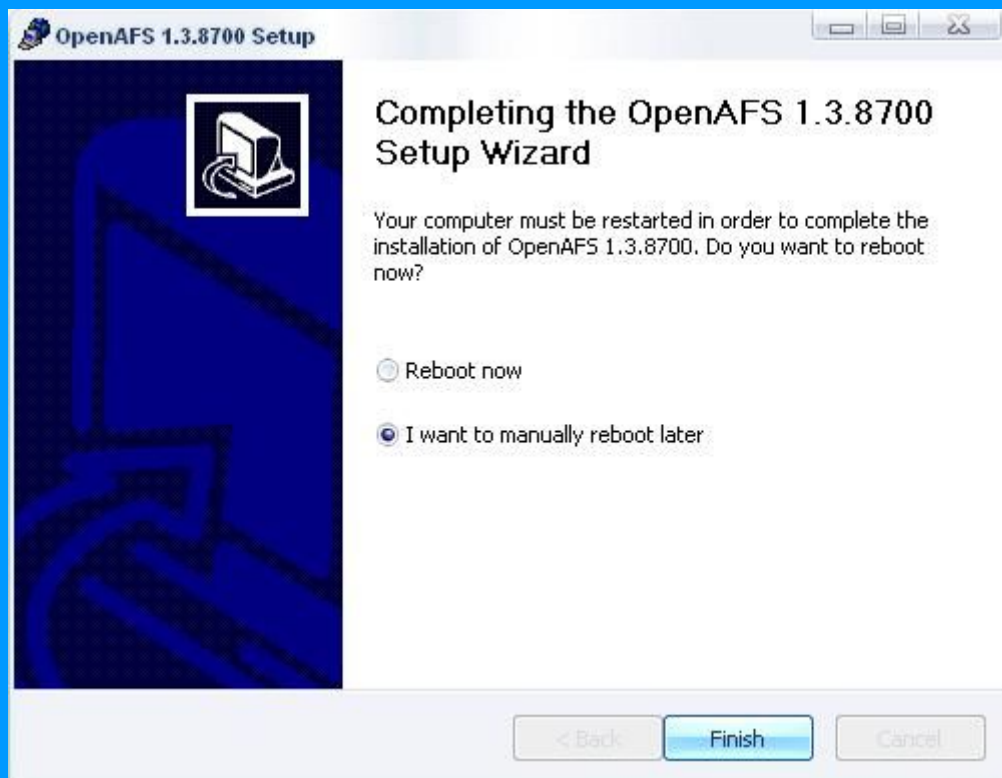 OpenAFS 1.3.8700 Setup
Completing the OpenAFS 1.3.8700
Setup Wizard
Your computer must be restarted in order to complete the
installation of OpenAFS 1.3.8700. Do you want to reboot
now?
Reboot now
I want to manually reboot later
< Back Finish Cancel